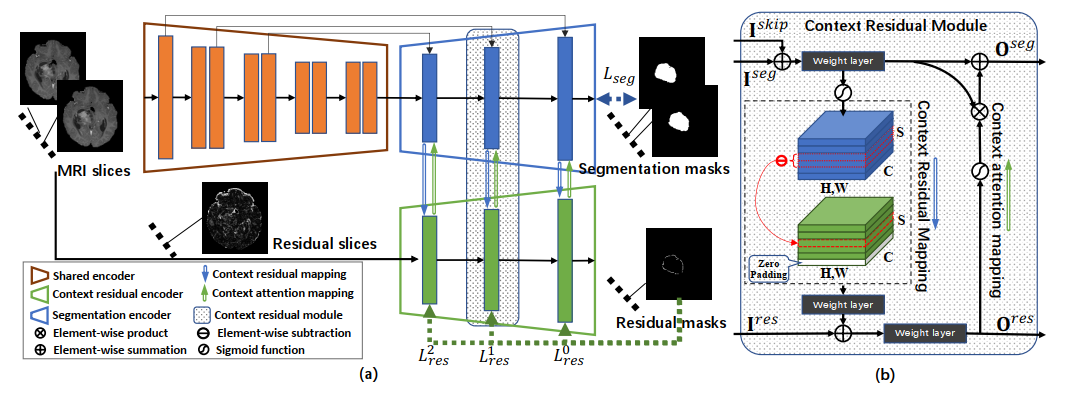 MRI slices
L_seg
Segmentation masks
Residual slices
Residual masks
Shared encoder
Context residual encoder
Segmentation encoder
Element-wise product
Element-wise summation
Context residual mapping
Context attention mapping
Context residual module
Element-wise subtraction
Sigmoid function
L²_res
L¹_res
L⁰_res
(a)
Context Residual Module
I^skip
I^seg
Weight layer
O^seg
S
C
H,W
S
C
H,W
Zero
Padding
Context Residual Mapping
Context attention mapping
Weight layer
I^res
Weight layer
O^res
(b)